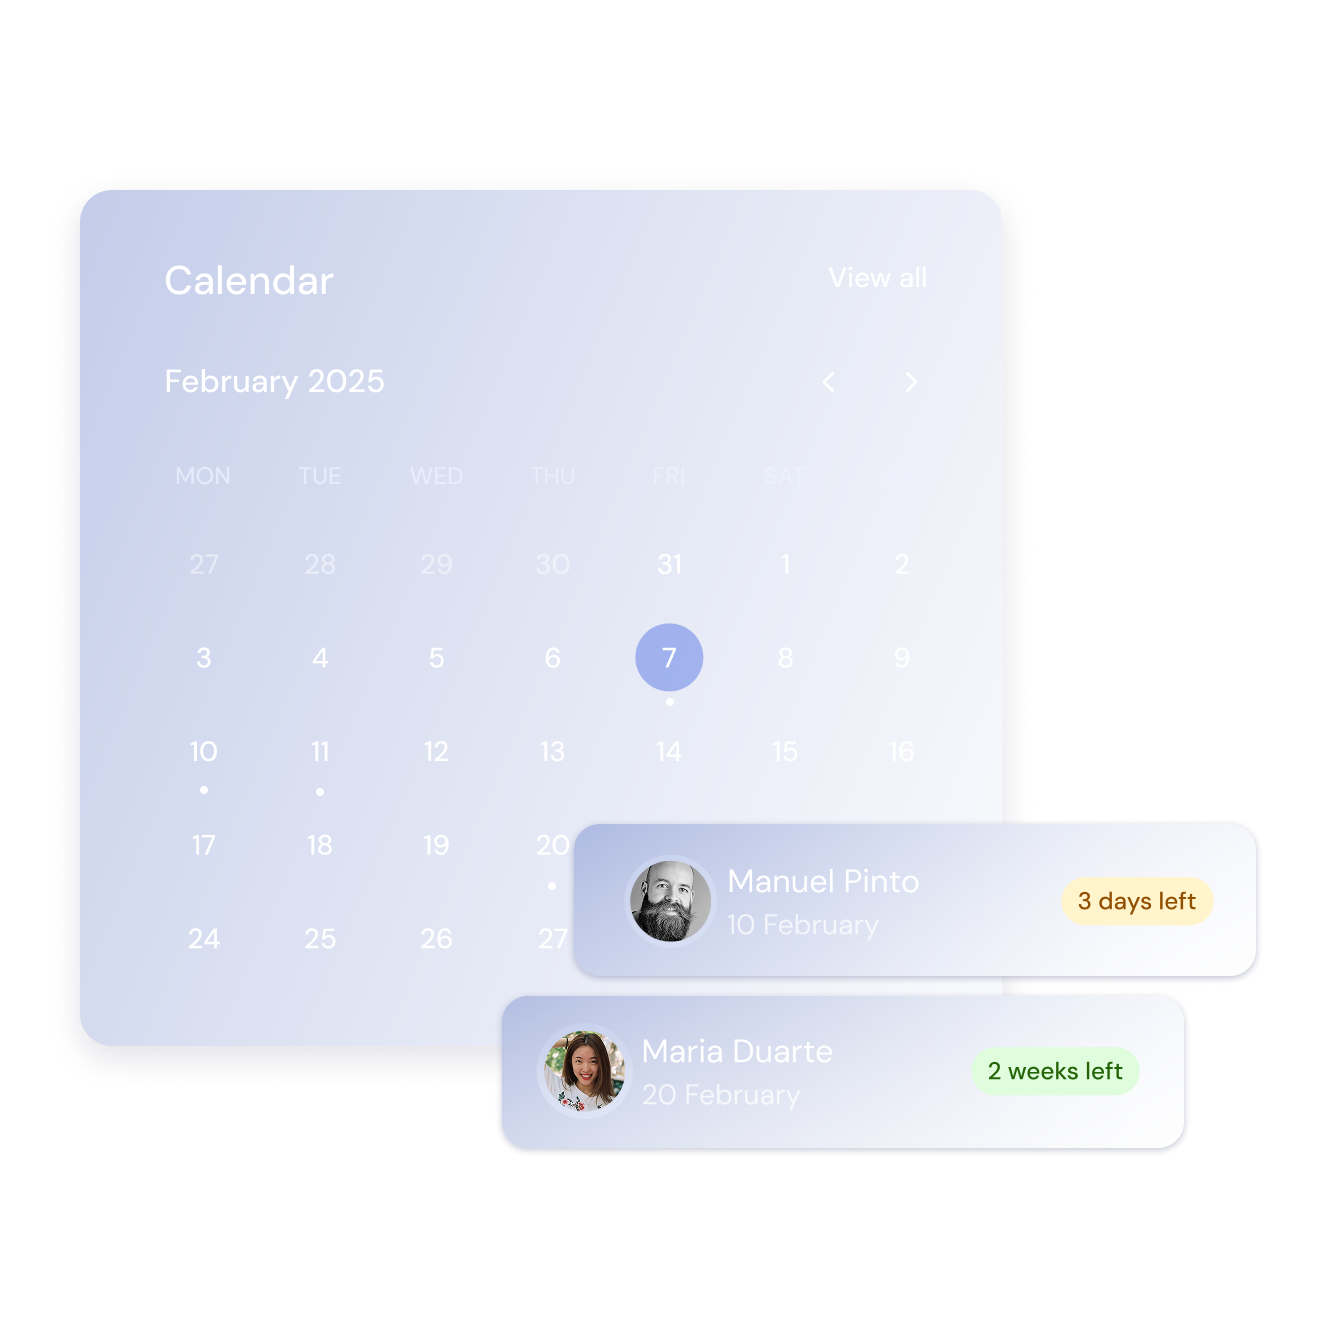 Calendar View all
February 2025
MON TUE WED THU FRI SAT
27 28 29 30 31 1 2
3 4 5 6 7 8 9
10 11 12 13 14 15 16
17 18 19 20
24 25 26 27
Manuel Pinto
10 February
3 days left
Maria Duarte
20 February
2 weeks left